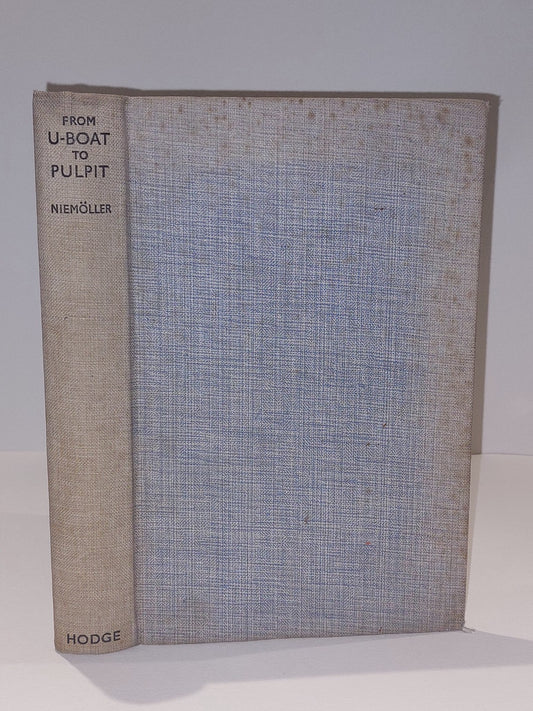 FROM
U-BOAT
TO
PULPIT
NIEMÖLLER
HODGE